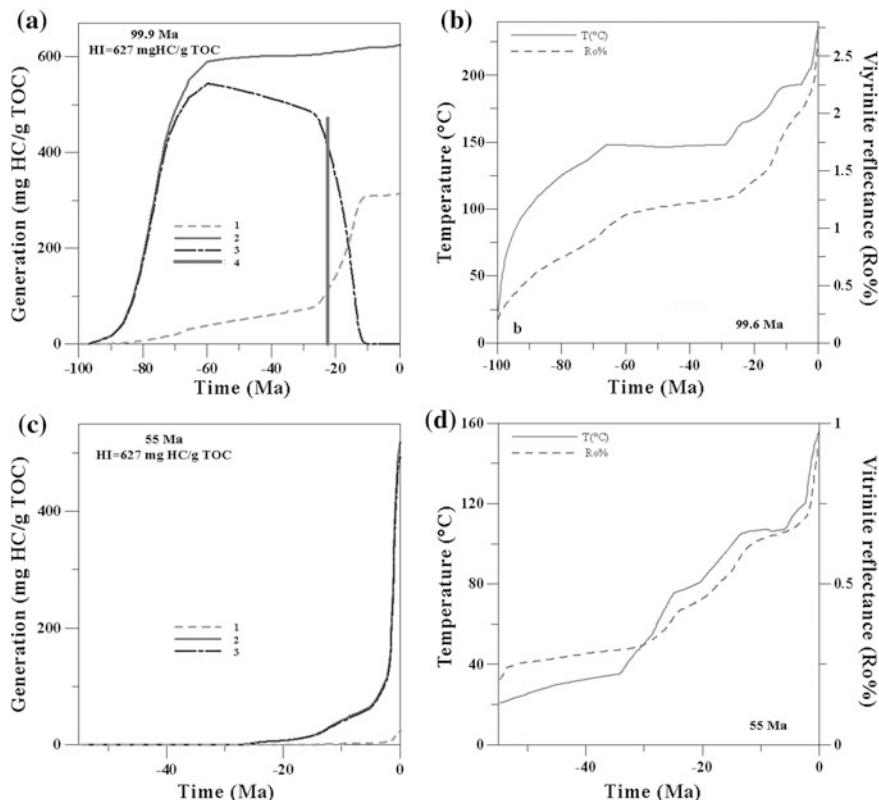 (a)
99.9 Ma
HI=627 mgHC/g TOC
Generation (mg HC/g TOC)
600
400
200
0
1
2
3
4
-100
-80
-60
-40
-20
0
Time (Ma)
(b)
T(°C)
Ro%
Temperature (°C)
200
150
100
50
0
Viyrinite reflectance (Ro%)
2.5
2
1.5
1
0.5
0
b
99.6 Ma
-100
-80
-60
-40
-20
0
Time (Ma)
(c)
55 Ma
HI=627 mg HC/g TOC
Generation (mg HC/g TOC)
400
200
0
1
2
3
-40
-20
0
Time (Ma)
(d)
T(°C)
Ro%
Temperature (°C)
160
120
80
40
0
Vitrinite reflectance (Ro%)
1
0.5
0
55 Ma
-40
-20
0
Time (Ma)